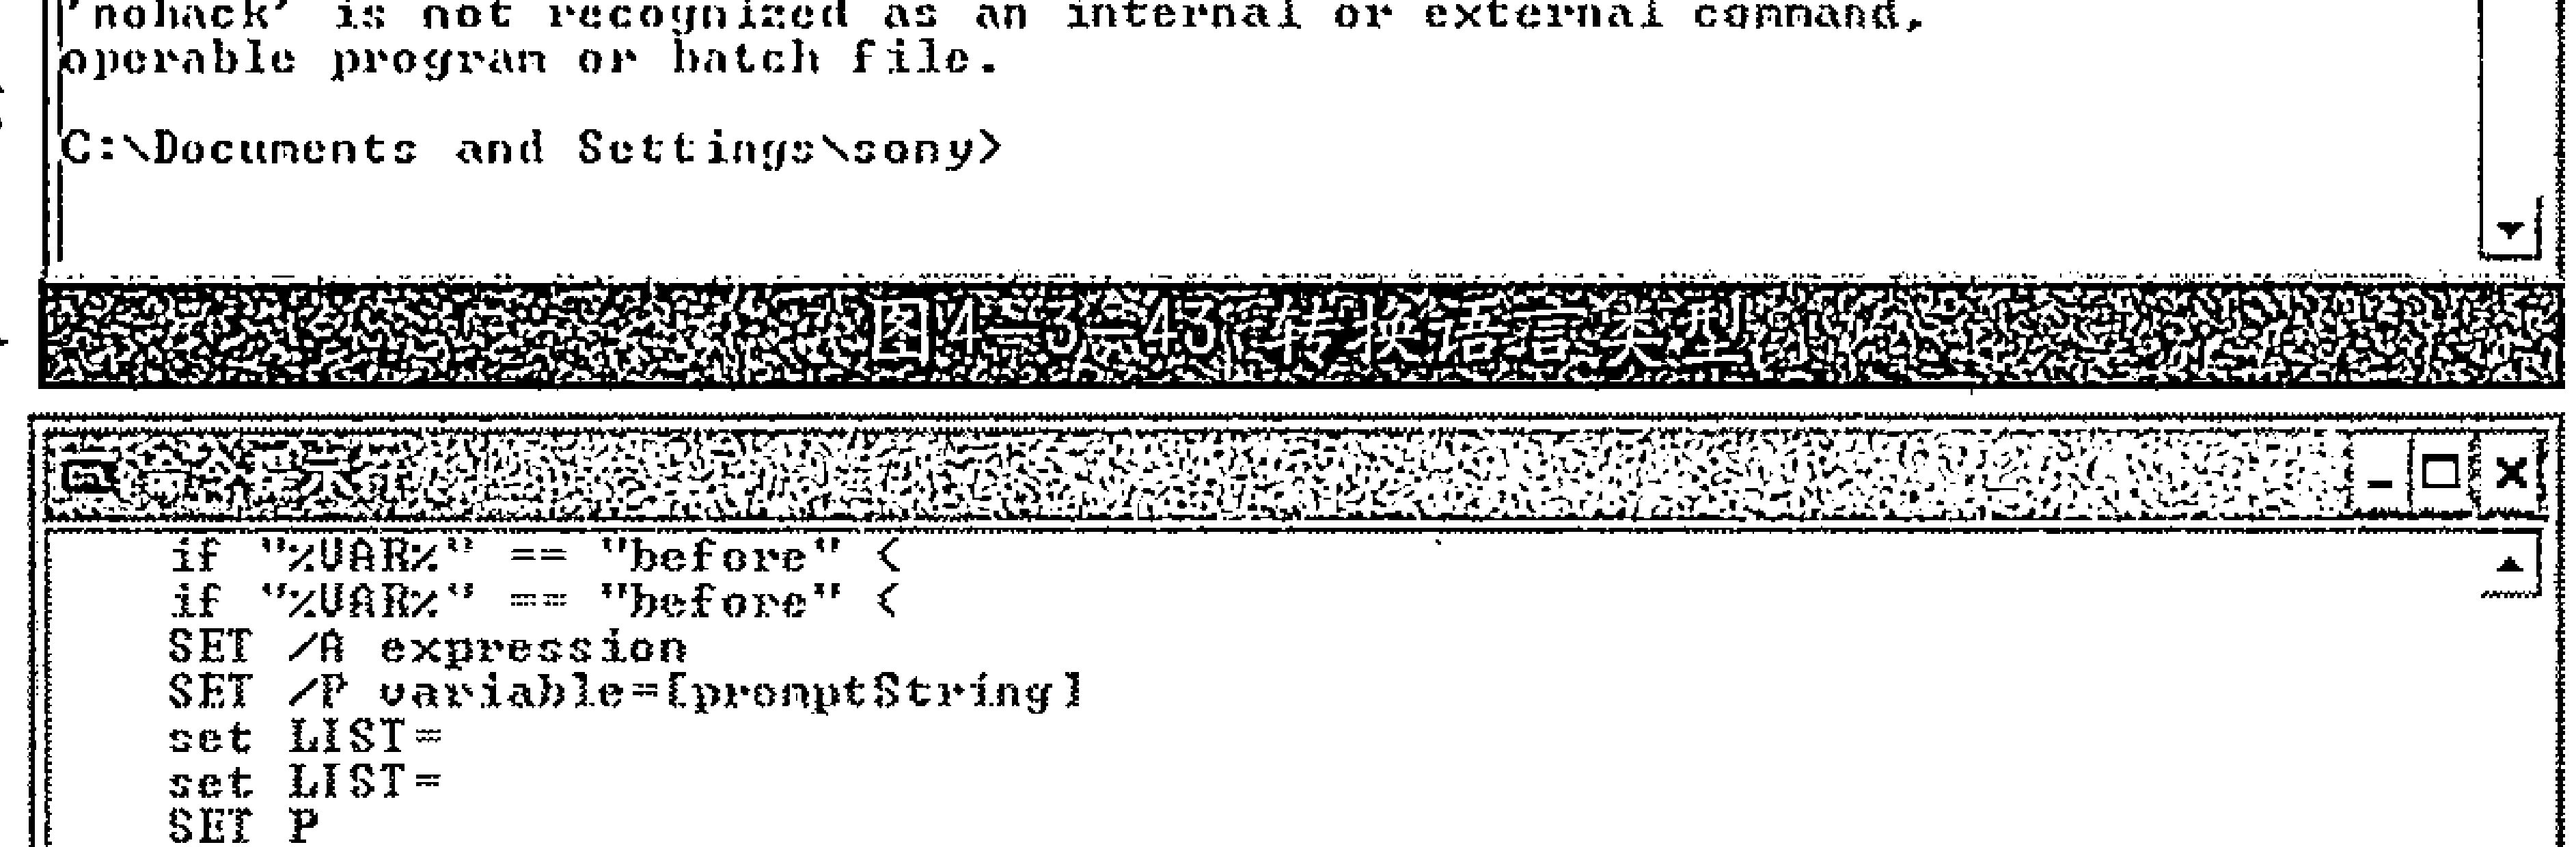 'nohack' is not recognized as an internal or external command,
operable program or batch file.
C:\Documents and Settings\sony>
图4-3-43 转换语言类型
命令提示符
if "%VAR%" == "before" (
if "%VAR%" == "before" (
SET /A expression
SET /P variable=[promptString]
set LIST=
set LIST=
SET P